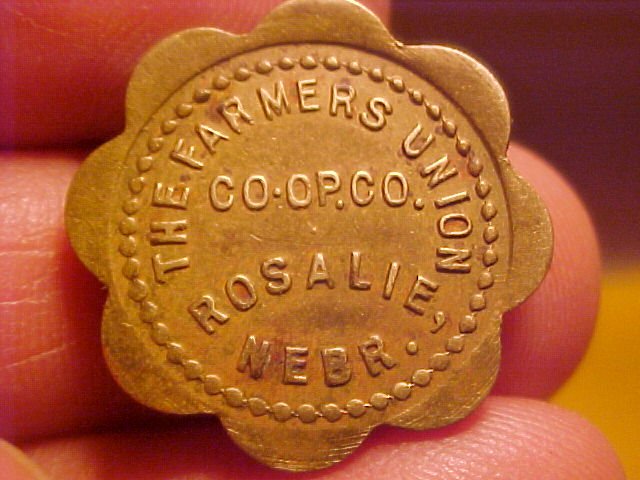 THE FARMERS UNION
CO·OP.CO.
ROSALIE,
NEBR.